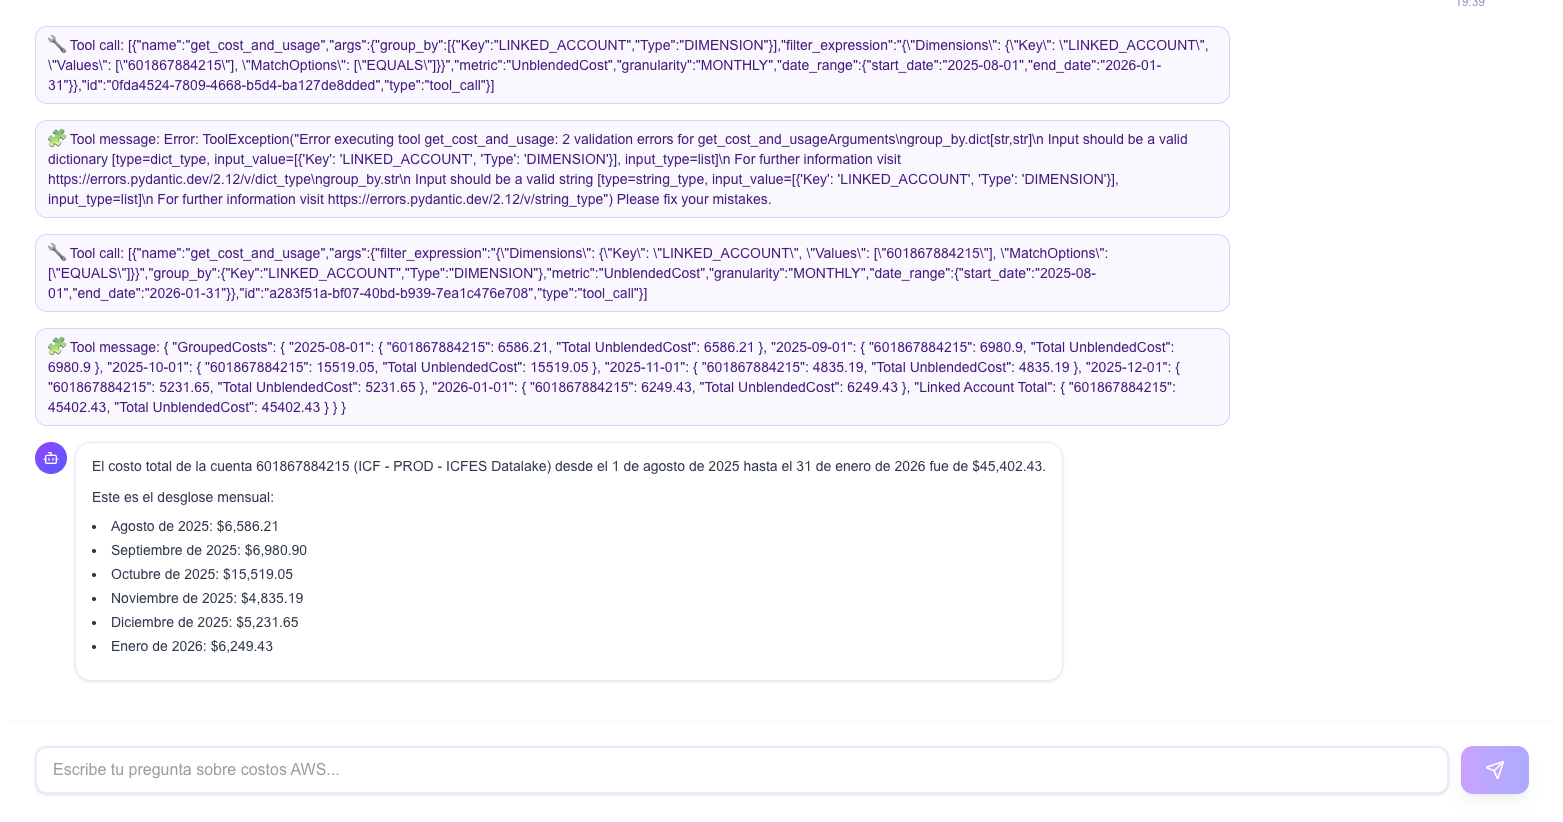 19:39
Tool call: [{"name":"get_cost_and_usage","args":{"group_by":[{"Key":"LINKED_ACCOUNT","Type":"DIMENSION"}],"filter_expression":"{\"Dimensions\": {\"Key\": \"LINKED_ACCOUNT\",
\"Values\": [\"601867884215\"], \"MatchOptions\": [\"EQUALS\"]}}","metric":"UnblendedCost","granularity":"MONTHLY","date_range":{"start_date":"2025-08-01","end_date":"2026-01-
31"}},"id":"0fda4524-7809-4668-b5d4-ba127de8dded","type":"tool_call"}]
Tool message: Error: ToolException("Error executing tool get_cost_and_usage: 2 validation errors for get_cost_and_usageArguments\ngroup_by.dict[str,str]\n Input should be a valid
dictionary [type=dict_type, input_value=[{'Key': 'LINKED_ACCOUNT', 'Type': 'DIMENSION'}], input_type=list]\n For further information visit
https://errors.pydantic.dev/2.12/v/dict_type\ngroup_by.str\n Input should be a valid string [type=string_type, input_value=[{'Key': 'LINKED_ACCOUNT', 'Type': 'DIMENSION'}],
input_type=list]\n For further information visit https://errors.pydantic.dev/2.12/v/string_type") Please fix your mistakes.
Tool call: [{"name":"get_cost_and_usage","args":{"filter_expression":"{\"Dimensions\": {\"Key\": \"LINKED_ACCOUNT\", \"Values\": [\"601867884215\"], \"MatchOptions\":
[\"EQUALS\"]}}","group_by":{"Key":"LINKED_ACCOUNT","Type":"DIMENSION"},"metric":"UnblendedCost","granularity":"MONTHLY","date_range":{"start_date":"2025-08-
01","end_date":"2026-01-31"}},"id":"a283f51a-bf07-40bd-b939-7ea1c476e708","type":"tool_call"}]
Tool message: { "GroupedCosts": { "2025-08-01": { "601867884215": 6586.21, "Total UnblendedCost": 6586.21 }, "2025-09-01": { "601867884215": 6980.9, "Total UnblendedCost":
6980.9 }, "2025-10-01": { "601867884215": 15519.05, "Total UnblendedCost": 15519.05 }, "2025-11-01": { "601867884215": 4835.19, "Total UnblendedCost": 4835.19 }, "2025-12-01": {
"601867884215": 5231.65, "Total UnblendedCost": 5231.65 }, "2026-01-01": { "601867884215": 6249.43, "Total UnblendedCost": 6249.43 }, "Linked Account Total": { "601867884215":
45402.43, "Total UnblendedCost": 45402.43 } } }
El costo total de la cuenta 601867884215 (ICF - PROD - ICFES Datalake) desde el 1 de agosto de 2025 hasta el 31 de enero de 2026 fue de $45,402.43.
Este es el desglose mensual:
• Agosto de 2025: $6,586.21
• Septiembre de 2025: $6,980.90
• Octubre de 2025: $15,519.05
• Noviembre de 2025: $4,835.19
• Diciembre de 2025: $5,231.65
• Enero de 2026: $6,249.43
Escribe tu pregunta sobre costos AWS...